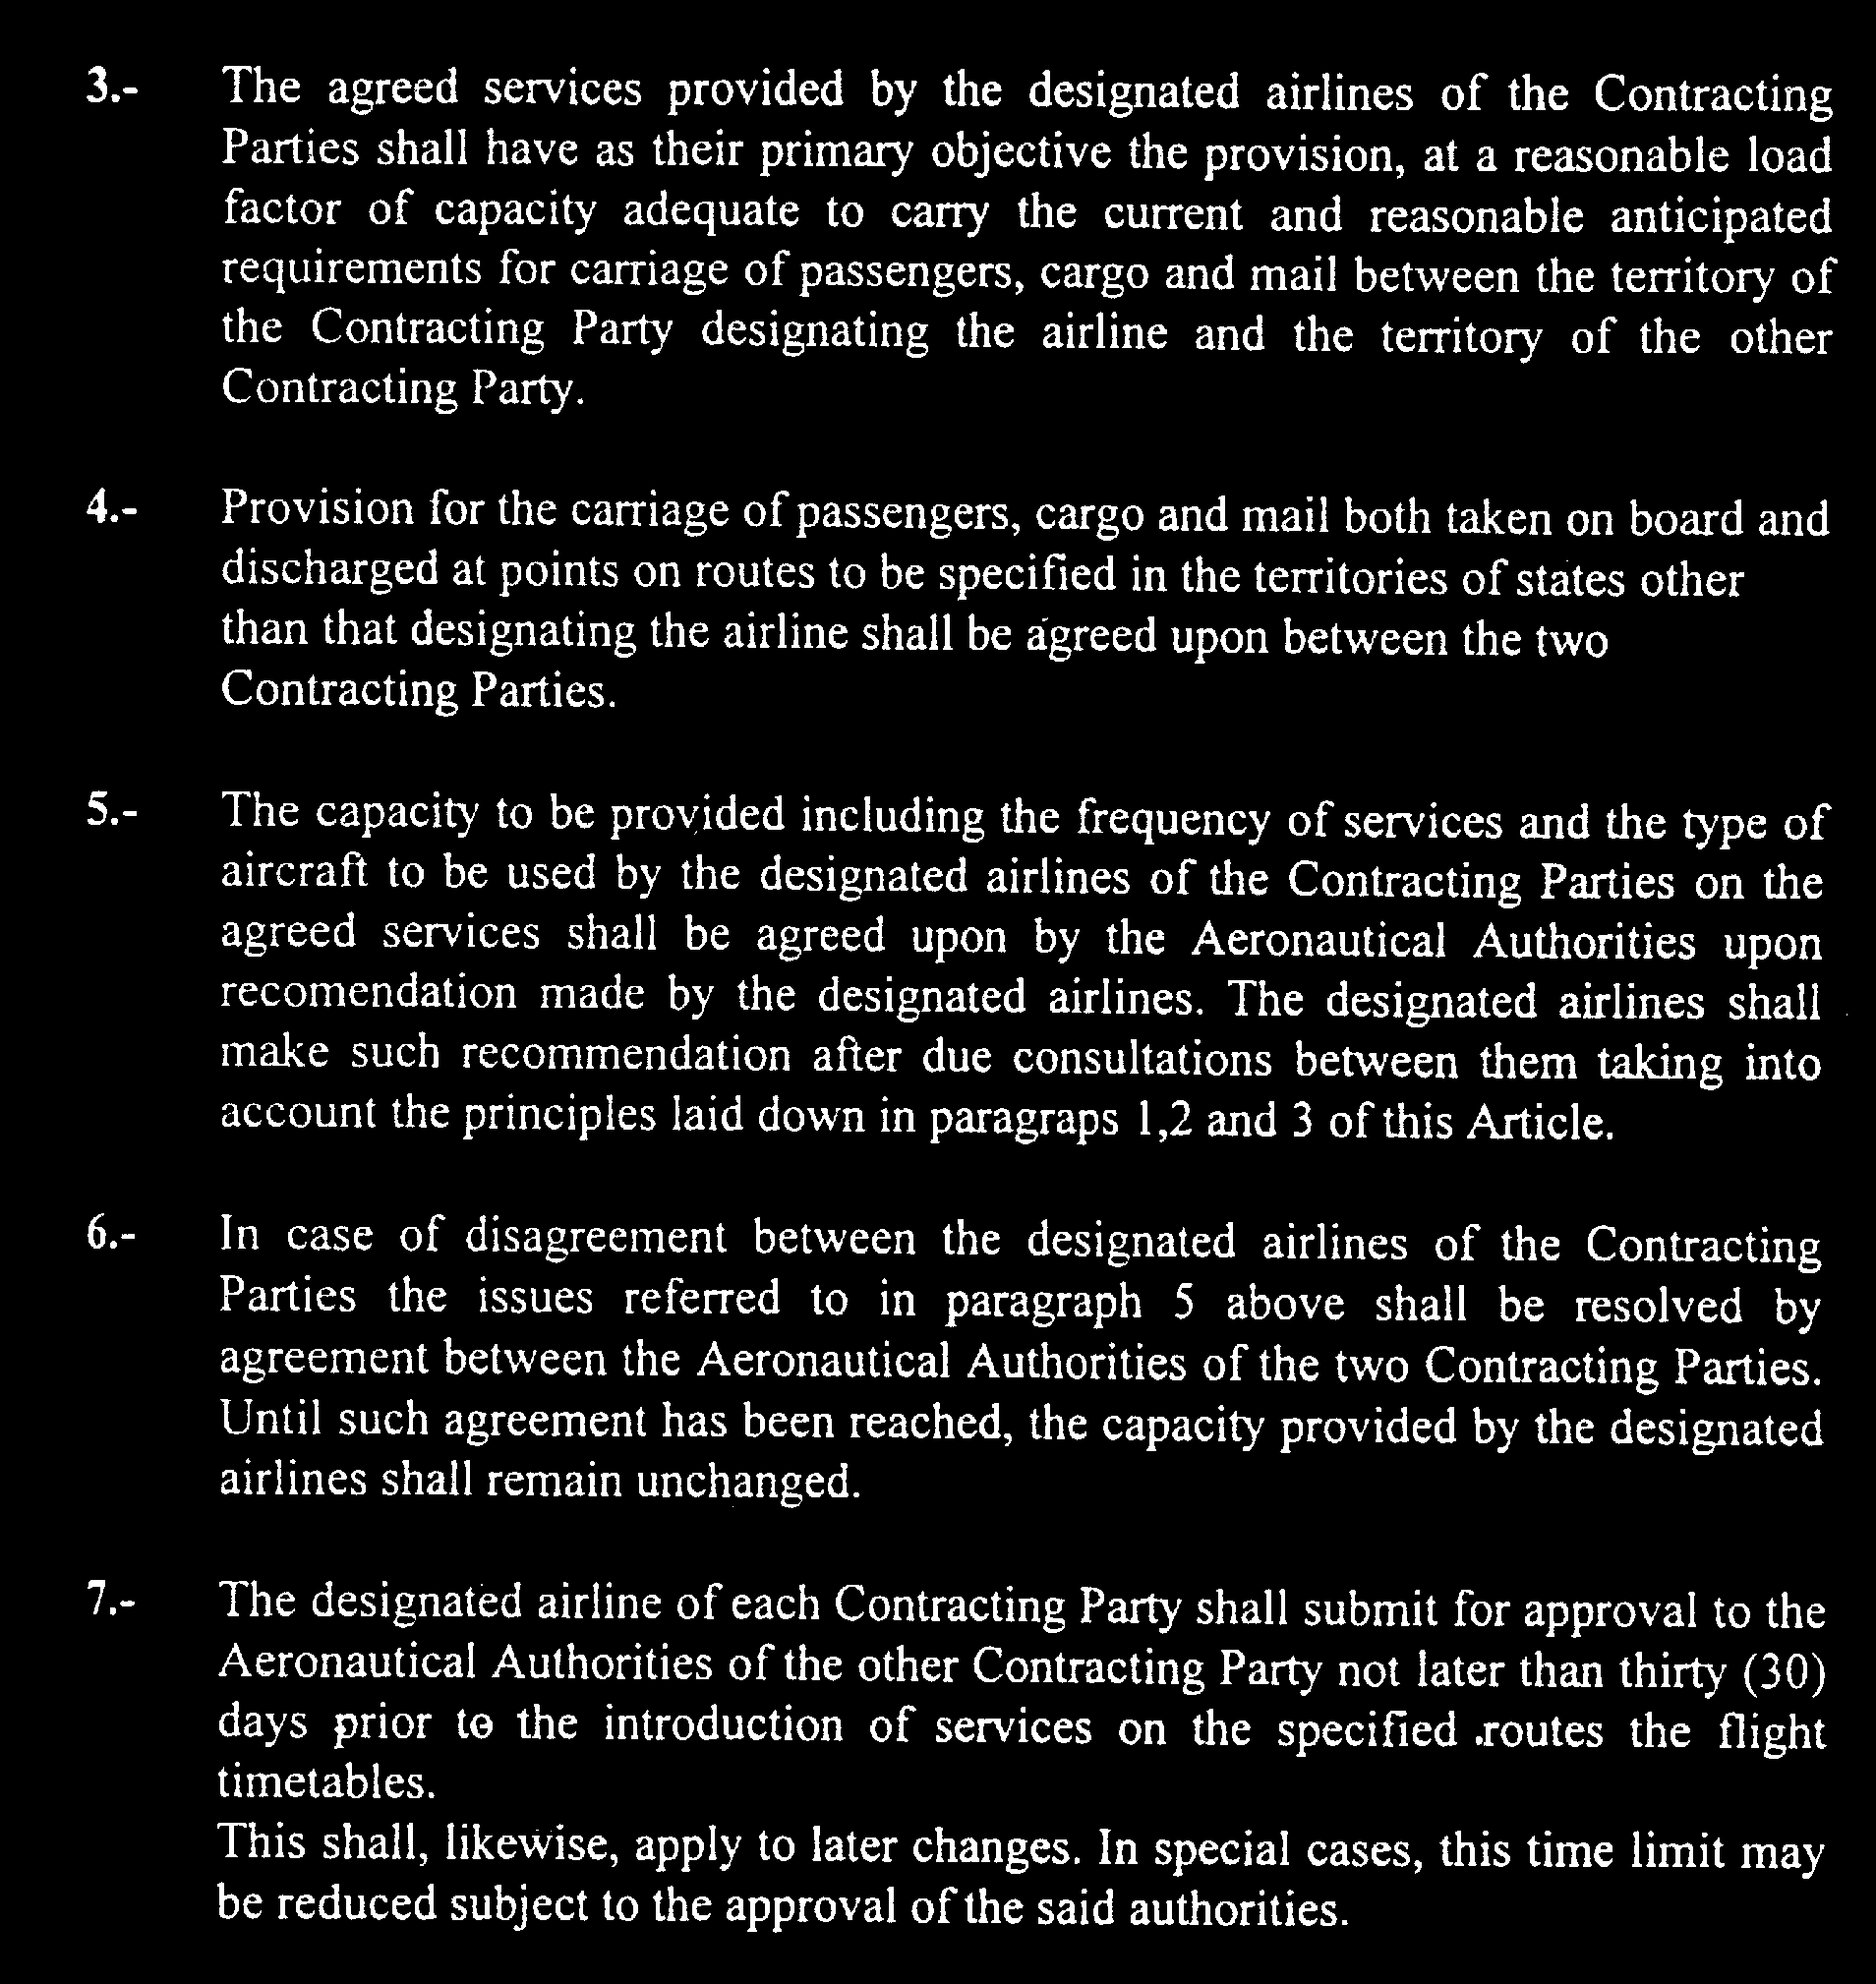 3.- The agreed services provided by the designated airlines of the Contracting
Parties shall have as their primary objective the provision, at a reasonable load
factor of capacity adequate to carry the current and reasonable anticipated
requirements for carriage of passengers, cargo and mail between the territory of
the Contracting Party designating the airline and the territory of the other
Contracting Party.
4.- Provision for the carriage of passengers, cargo and mail both taken on board and
discharged at points on routes to be specified in the territories of states other
than that designating the airline shall be agreed upon between the two
Contracting Parties.
5.- The capacity to be provided including the frequency of services and the type of
aircraft to be used by the designated airlines of the Contracting Parties on the
agreed services shall be agreed upon by the Aeronautical Authorities upon
recomendation made by the designated airlines. The designated airlines shall
make such recommendation after due consultations between them taking into
account the principles laid down in paragraps 1,2 and 3 of this Article.
6.- In case of disagreement between the designated airlines of the Contracting
Parties the issues referred to in paragraph 5 above shall be resolved by
agreement between the Aeronautical Authorities of the two Contracting Parties.
Until such agreement has been reached, the capacity provided by the designated
airlines shall remain unchanged.
7.- The designated airline of each Contracting Party shall submit for approval to the
Aeronautical Authorities of the other Contracting Party not later than thirty (30)
days prior to the introduction of services on the specified .routes the flight
timetables.
This shall, likewise, apply to later changes. In special cases, this time limit may
be reduced subject to the approval of the said authorities.